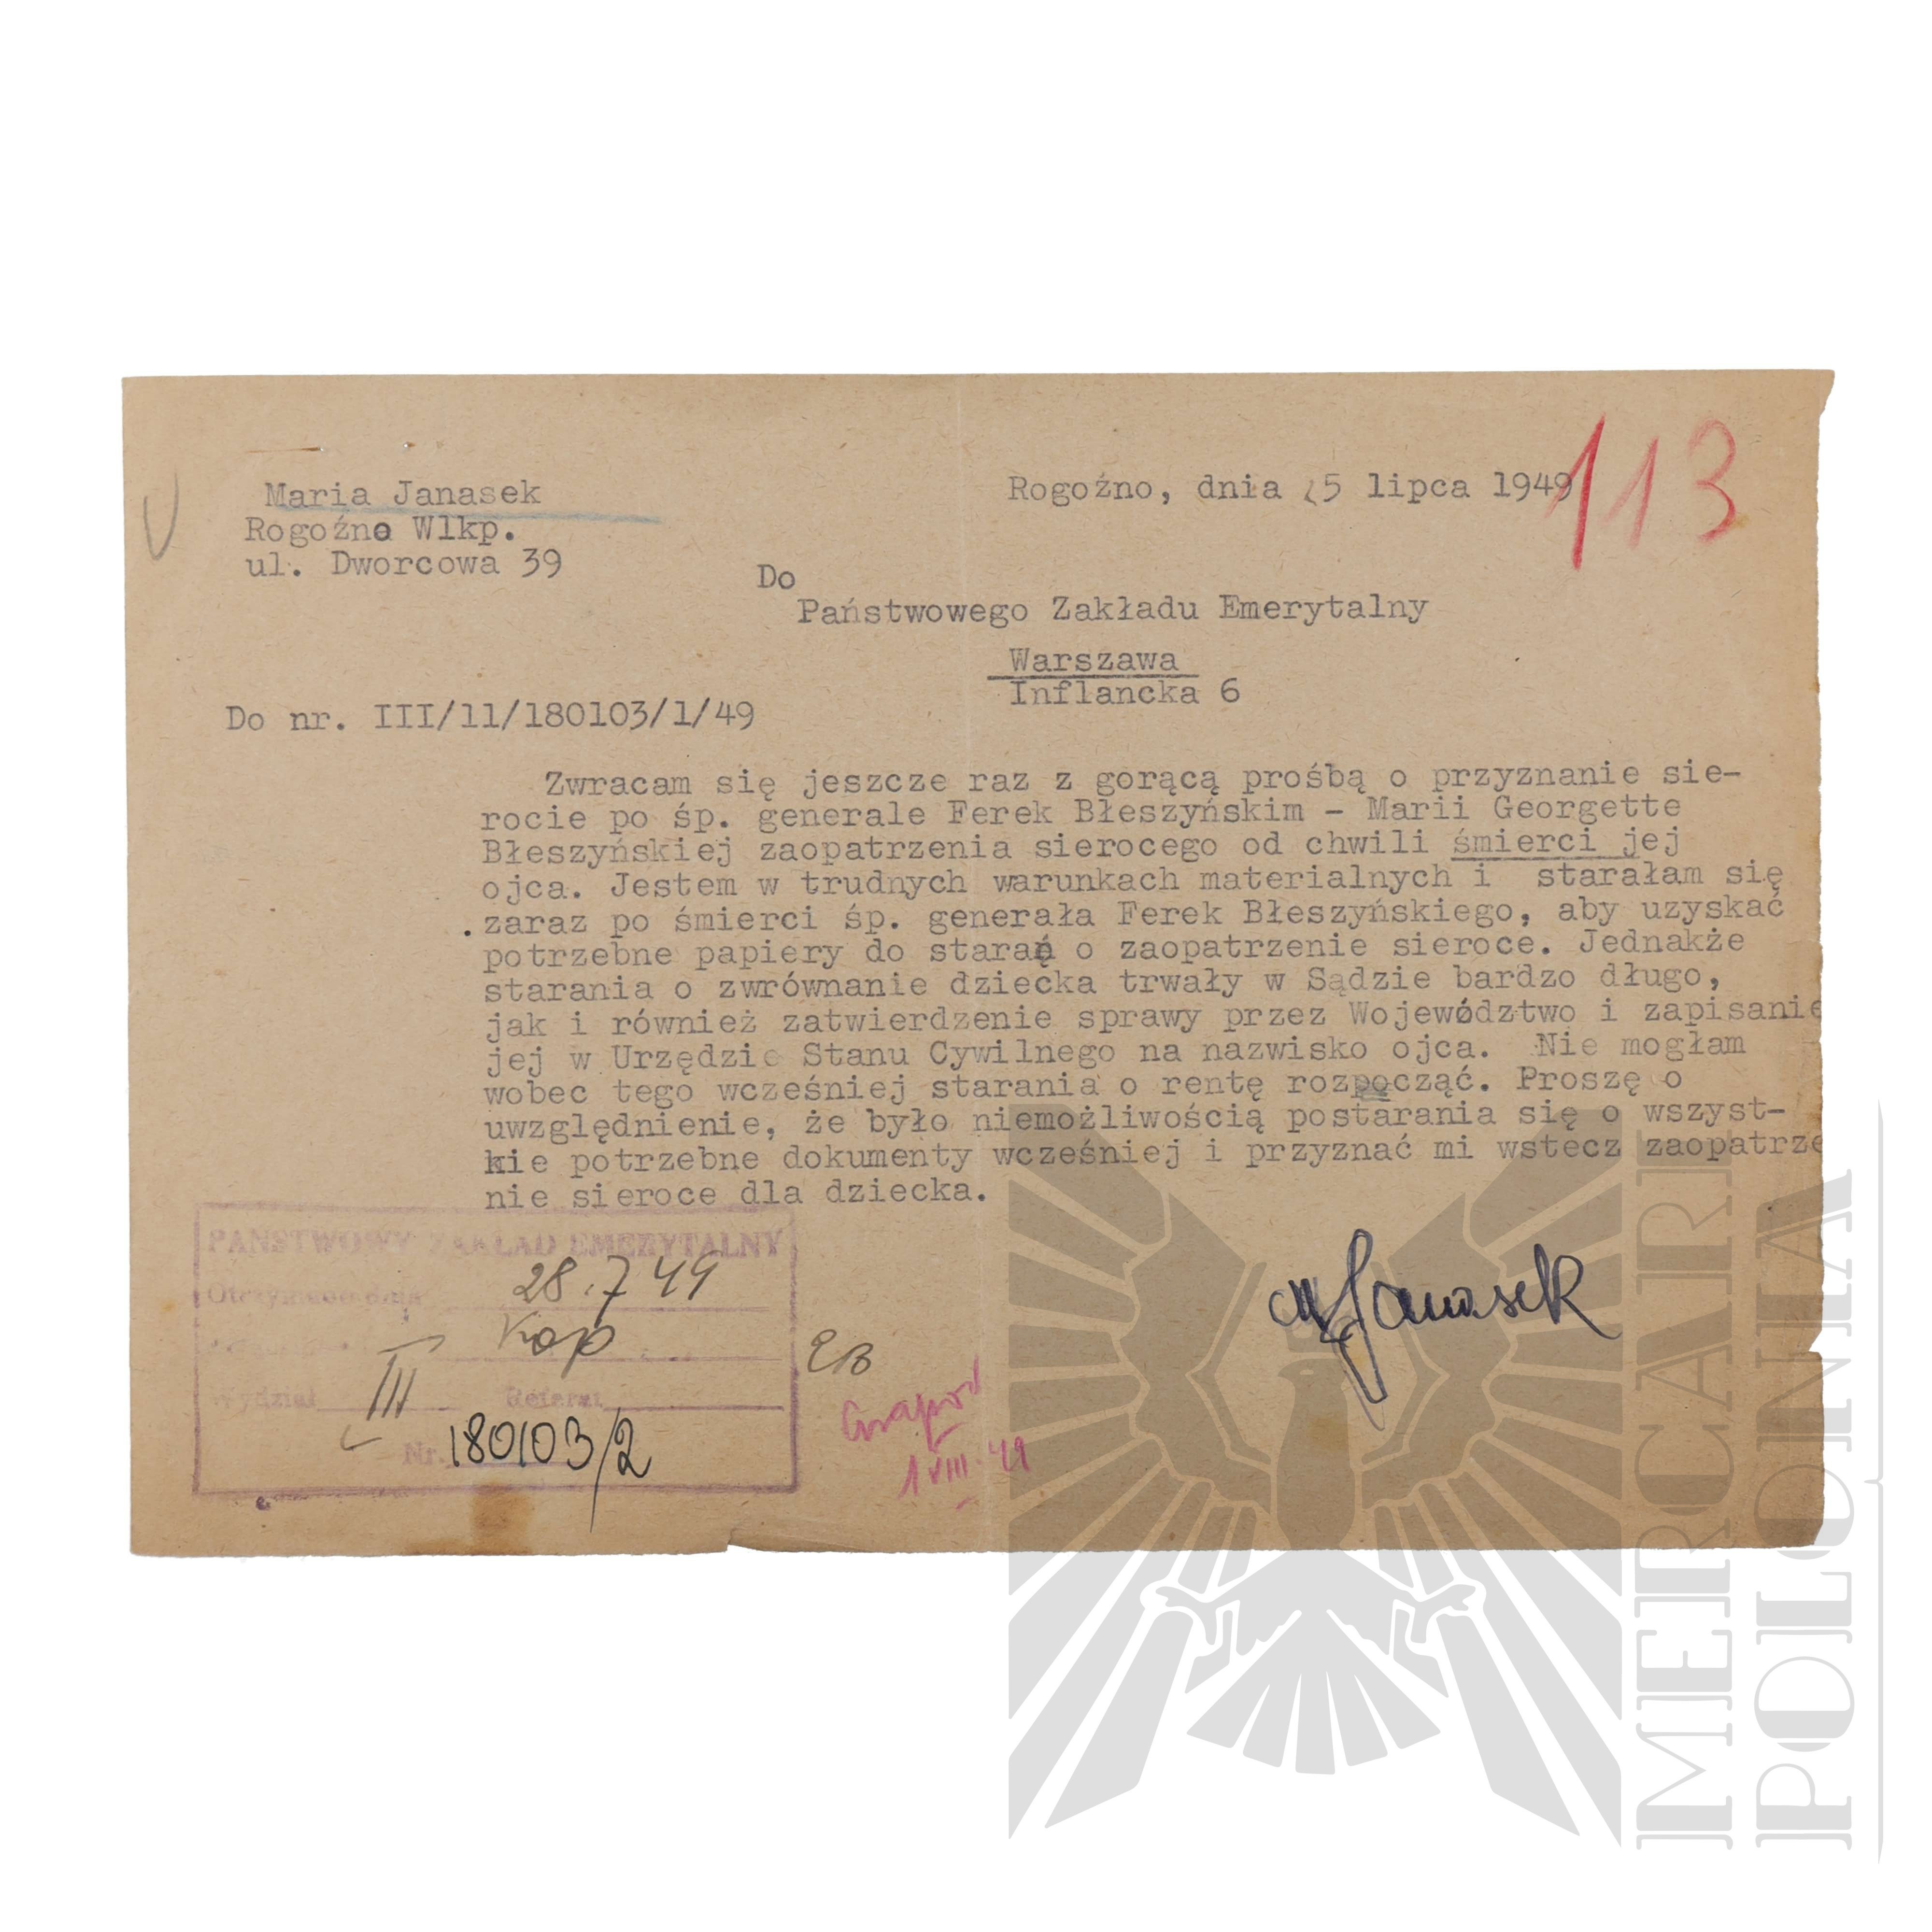 113
Maria Janasek
Rogoźno, dnia 25 lipca 1949
Rogoźno Wlkp.
ul. Dworcowa 39
Do
Państwowego Zakładu Emerytalny
Warszawa
Inflancka 6
Do nr. III/11/180103/1/49
Zwracam się jeszcze raz z gorącą prośbą o przyznanie sie-
rocie po śp. generale Ferek Błeszyńskim - Marii Georgette
Błeszyńskiej zaopatrzenia sierocego od chwili śmierci jej
ojca. Jestem w trudnych warunkach materialnych i starałam się
zaraz po śmierci śp. generała Ferek Błeszyńskiego, aby uzyskać
potrzebne papiery do starań o zaopatrzenie sieroce. Jednakże
starania o zwrównanie dziecka trwały w Sądzie bardzo długo,
jak i również zatwierdzenie sprawy przez Województwo i zapisanie
jej w Urzędzie Stanu Cywilnego na nazwisko ojca. Nie mogłam
wobec tego wcześniej starania o rentę rozpocząć. Proszę o
uwzględnienie, że było niemożliwością postarania się o wszyst-
kie potrzebne dokumenty wcześniej i przyznać mi wstecz zaopatrze
nie sieroce dla dziecka.
M Janasek
PAŃSTWOWY ZAKŁAD EMERYTALNY
Otrzymano dnia 28.7 49
Kop
Wydział III Referat
Nr. 180103/2
EB
1 VIII 49
MERCARI
POLONIA